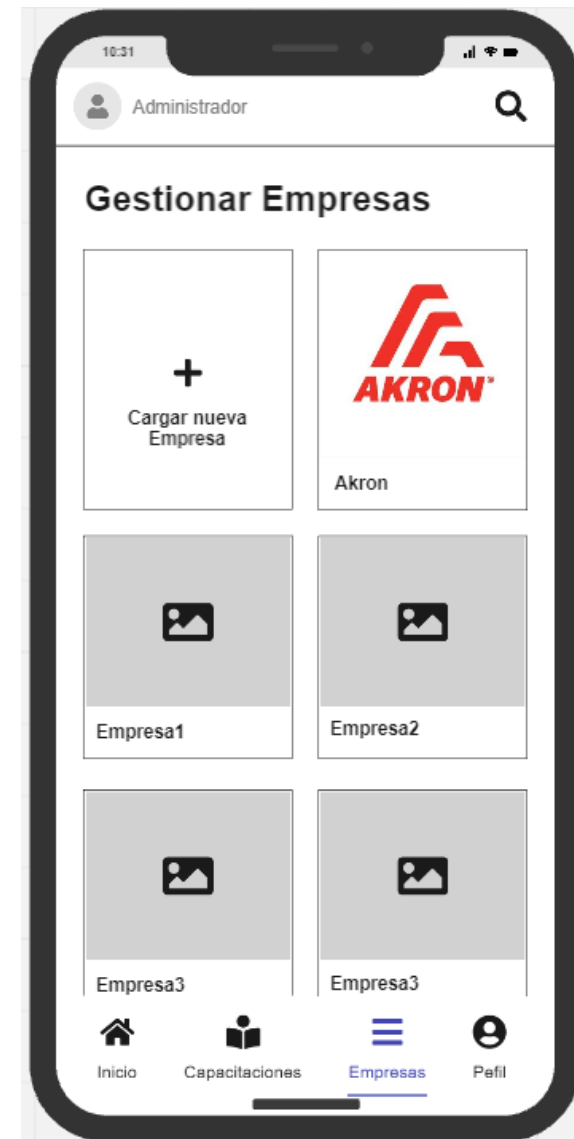 10:31
Administrador
Gestionar Empresas
Cargar nueva
Empresa
AKRON
Akron
Empresa1
Empresa2
Empresa3
Empresa3
Inicio
Capacitaciones
Empresas
Pefil